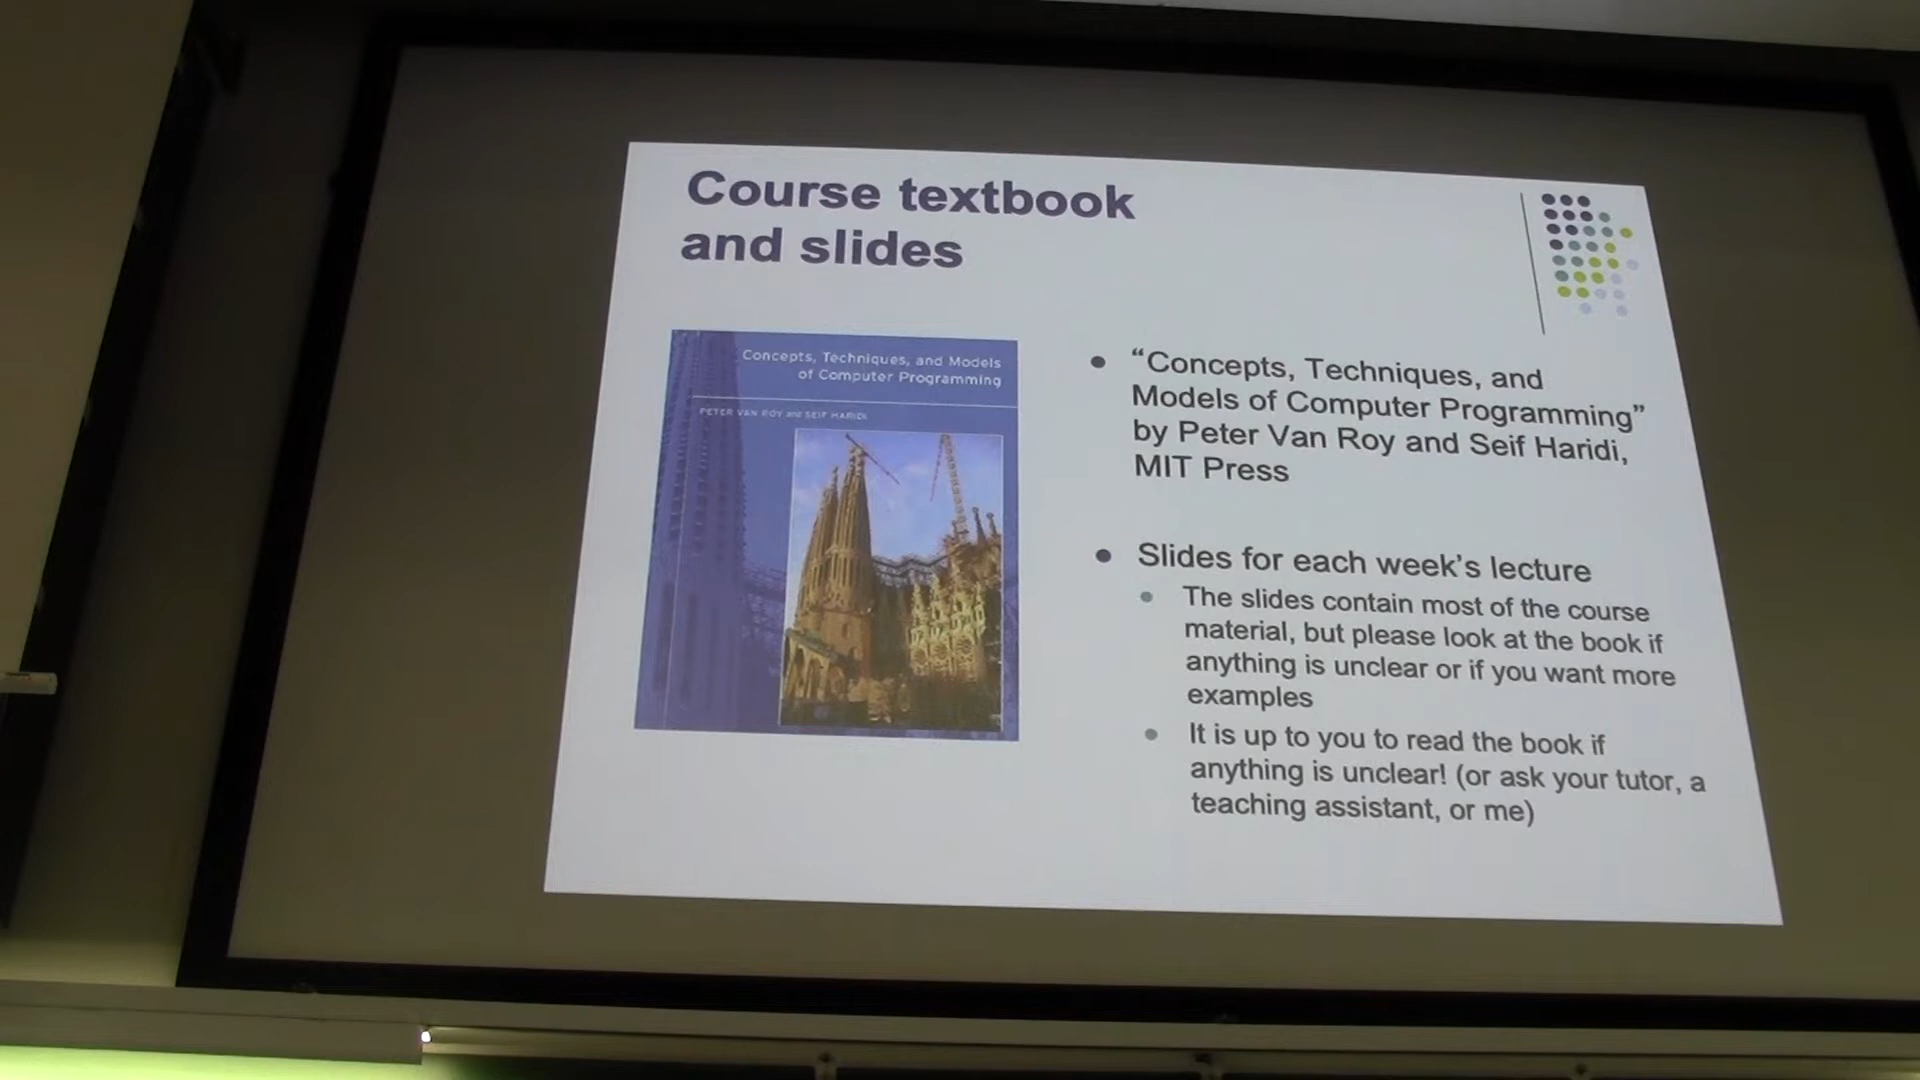 Course textbook
and slides
Concepts, Techniques, and Models
of Computer Programming
PETER VAN ROY and SEIF HARIDI
• “Concepts, Techniques, and
Models of Computer Programming”
by Peter Van Roy and Seif Haridi,
MIT Press
• Slides for each week’s lecture
• The slides contain most of the course
material, but please look at the book if
anything is unclear or if you want more
examples
• It is up to you to read the book if
anything is unclear! (or ask your tutor, a
teaching assistant, or me)